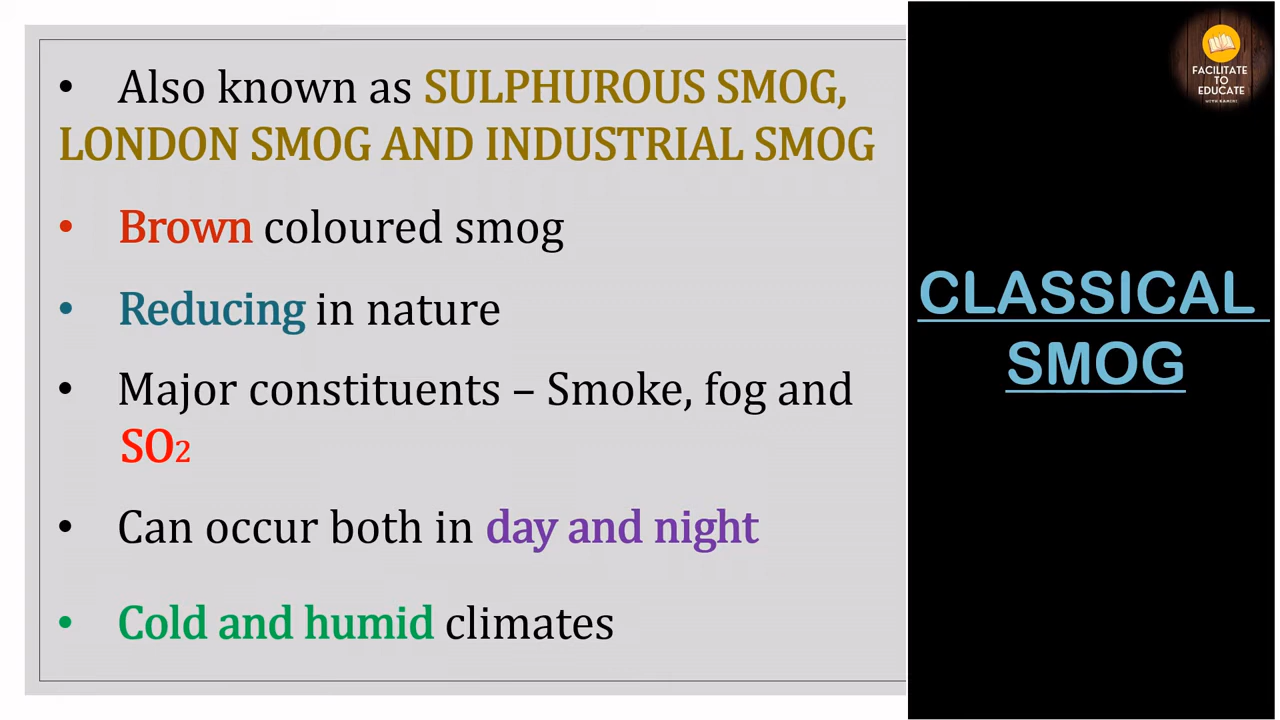 • Also known as SULPHUROUS SMOG,
LONDON SMOG AND INDUSTRIAL SMOG
• Brown coloured smog
• Reducing in nature
• Major constituents – Smoke, fog and
SO₂
• Can occur both in day and night
• Cold and humid climates
CLASSICAL
SMOG
FACILITATE
TO
EDUCATE